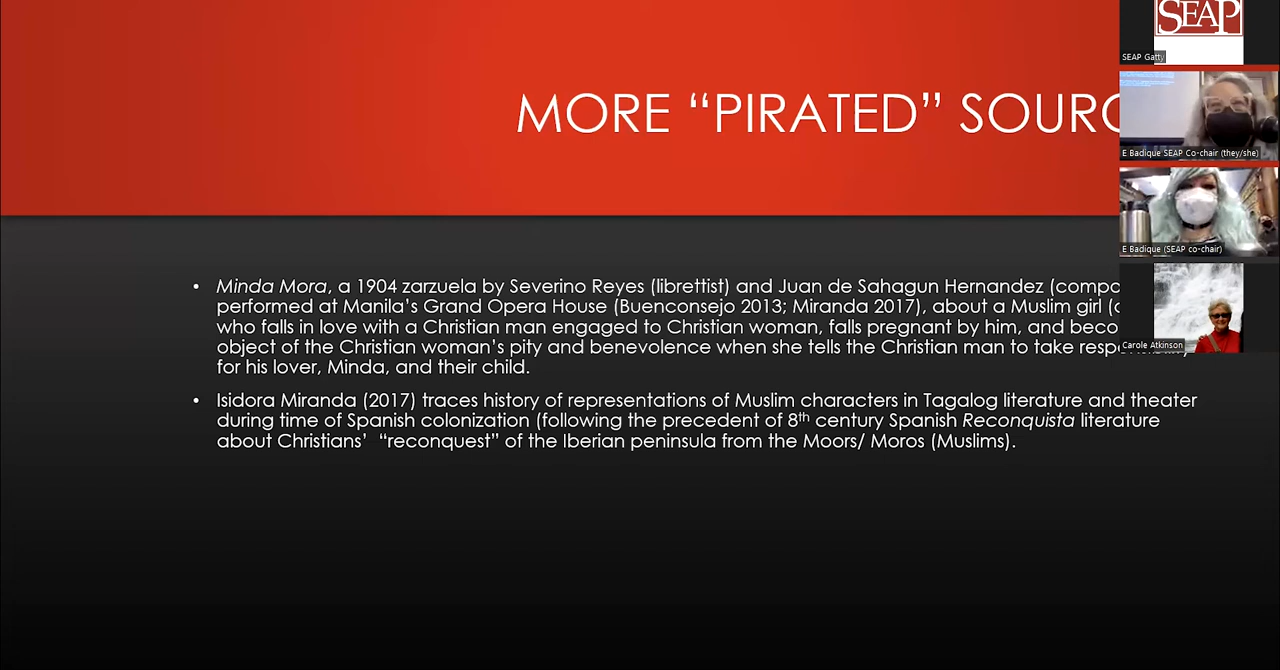 MORE “PIRATED” SOURC
Minda Mora, a 1904 zarzuela by Severino Reyes (librettist) and Juan de Sahagun Hernandez (compo
performed at Manila’s Grand Opera House (Buenconsejo 2013; Miranda 2017), about a Muslim girl (
who falls in love with a Christian man engaged to Christian woman, falls pregnant by him, and beco
object of the Christian woman’s pity and benevolence when she tells the Christian man to take resp
for his lover, Minda, and their child.
Isidora Miranda (2017) traces history of representations of Muslim characters in Tagalog literature and theater
during time of Spanish colonization (following the precedent of 8th century Spanish Reconquista literature
about Christians’ “reconquest” of the Iberian peninsula from the Moors/ Moros (Muslims).
SEAP
SEAP Gatty
E Badique SEAP Co-chair (they/she)
E Badique (SEAP co-chair)
Carole Atkinson